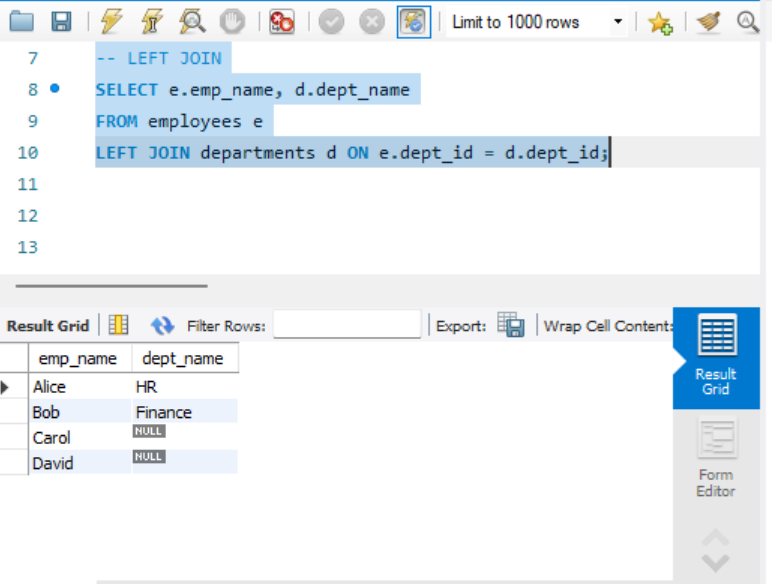 Limit to 1000 rows
7 -- LEFT JOIN
8 SELECT e.emp_name, d.dept_name
9 FROM employees e
10 LEFT JOIN departments d ON e.dept_id = d.dept_id;
11
12
13
Result Grid Filter Rows: Export: Wrap Cell Content:
emp_name dept_name
Alice HR
Bob Finance
Carol NULL
David NULL
Result
Grid
Form
Editor